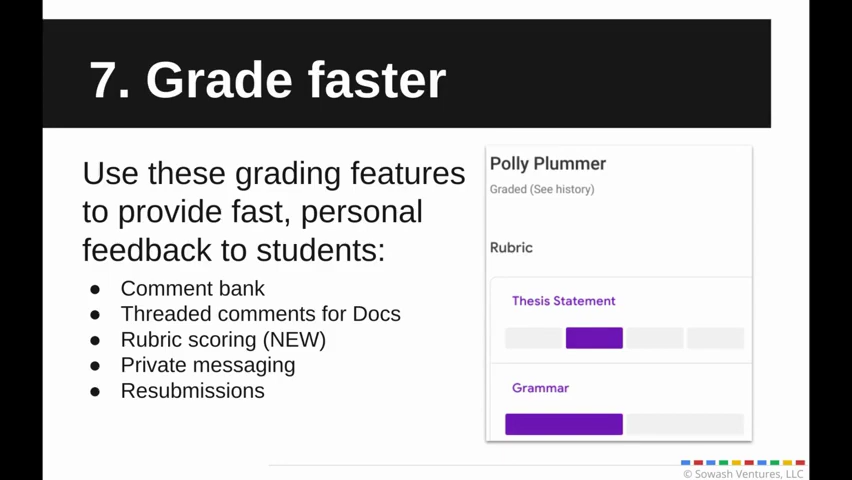 7. Grade faster
Use these grading features
to provide fast, personal
feedback to students:
● Comment bank
● Threaded comments for Docs
● Rubric scoring (NEW)
● Private messaging
● Resubmissions
Polly Plummer
Graded (See history)
Rubric
Thesis Statement
Grammar
© Sowash Ventures, LLC